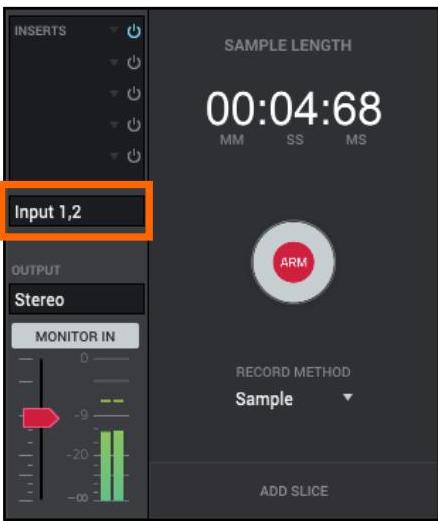 INSERTS
Input 1,2
OUTPUT
Stereo
MONITOR IN
0
-9
-20
-∞
SAMPLE LENGTH
00:04:68
MM SS MS
ARM
RECORD METHOD
Sample
ADD SLICE